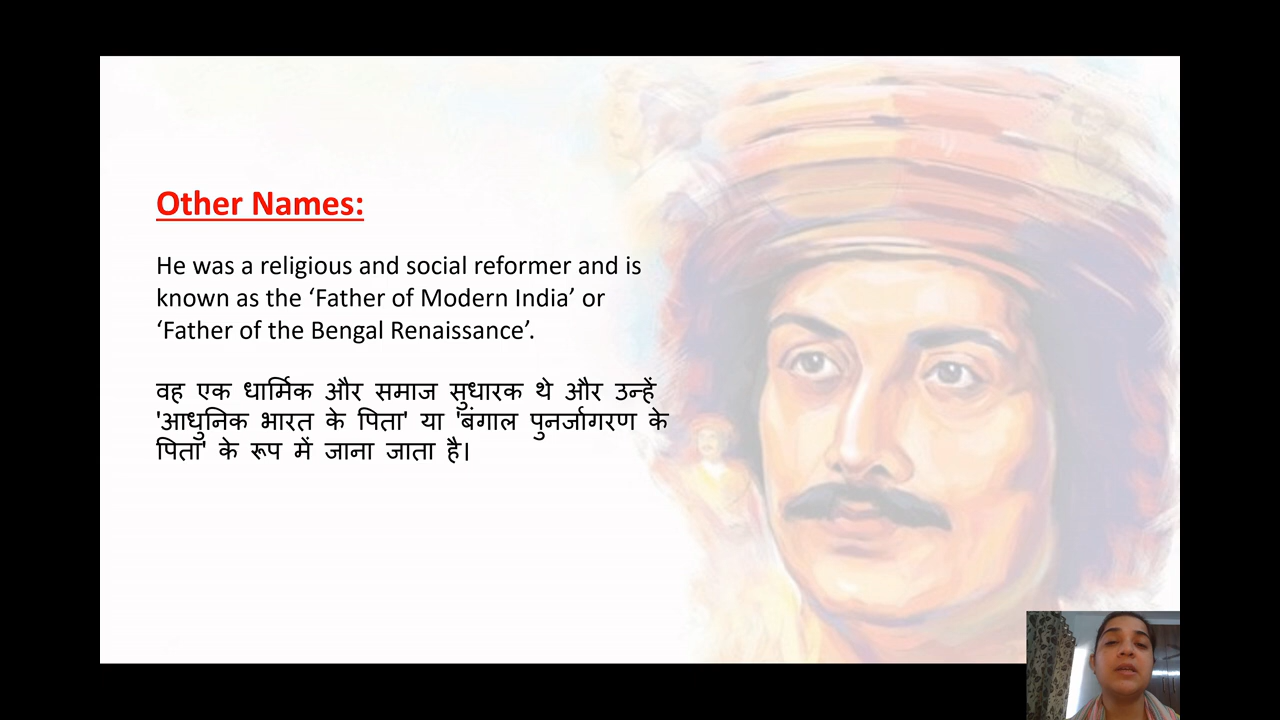 Other Names:
He was a religious and social reformer and is
known as the ‘Father of Modern India’ or
‘Father of the Bengal Renaissance’.
वह एक धार्मिक और समाज सुधारक थे और उन्हें
'आधुनिक भारत के पिता' या 'बंगाल पुनर्जागरण के
पिता' के रूप में जाना जाता है।